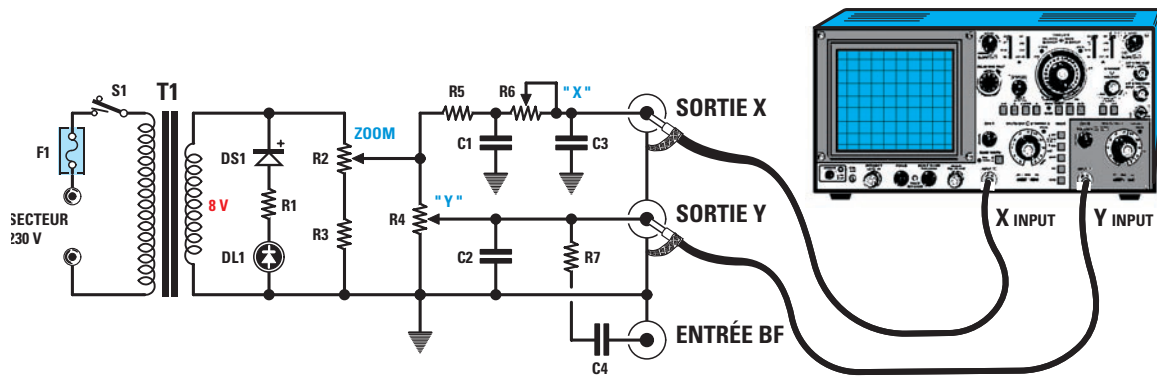 S1
T1
F1
SECTEUR
230 V
8 V
DS1
+
R1
DL1
ZOOM
R2
R3
R4
"Y"
R5
R6
"X"
C1
C3
C2
R7
C4
SORTIE X
SORTIE Y
ENTRÉE BF
X INPUT
Y INPUT